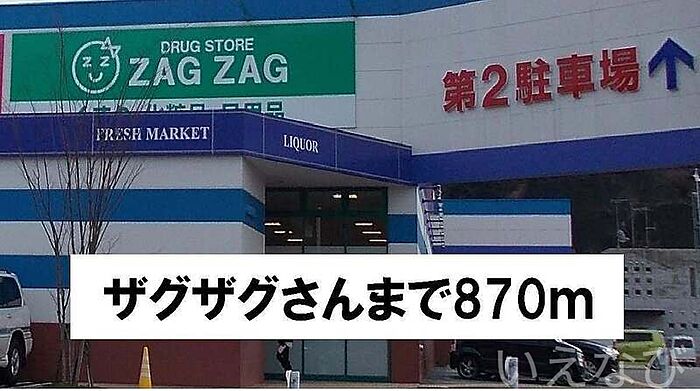 DRUG STORE
ZAG ZAG
第2駐車場↑
FRESH MARKET
LIQUOR
ザグザグさんまで870m
いえなび